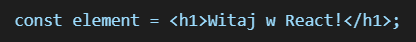 const element = <h1>Witaj w React!</h1>;